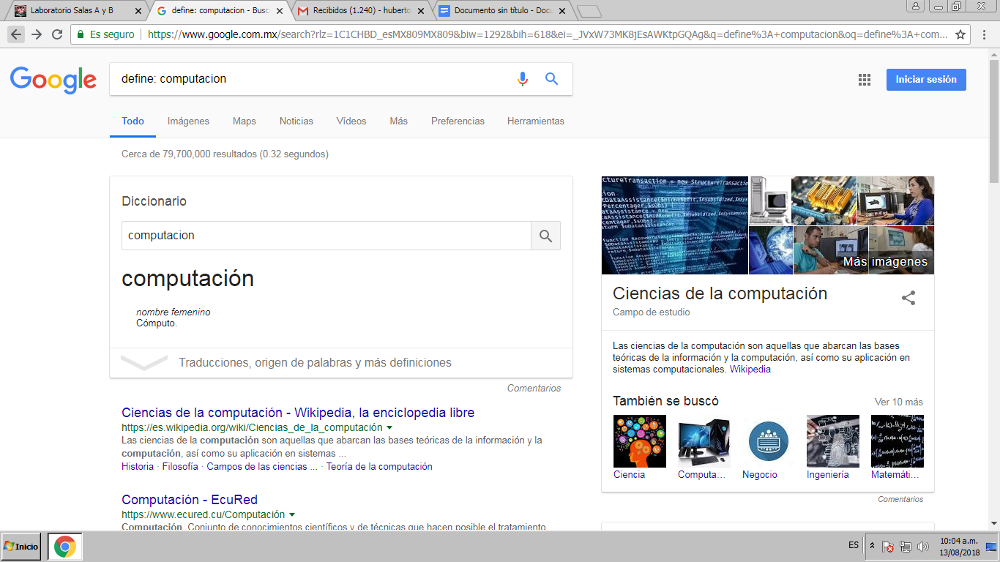 Laboratorio Salas A y B
define: computacion - Busc
Recibidos (1.240) - huberto
Documento sin título - Docu
Es seguro
https://www.google.com.mx/search?rlz=1C1CHBD_esMX809MX809&biw=1292&bih=618&ei=_JVxW73MK8jEsAWKtpGQAg&q=define%3A+computacion&oq=define%3A+com...
Google
define: computacion
Iniciar sesión
Todo Imágenes Maps Noticias Vídeos Más Preferencias Herramientas
Cerca de 79,700,000 resultados (0.32 segundos)
Diccionario
computacion
computación
nombre femenino
Cómputo.
Traducciones, origen de palabras y más definiciones
Comentarios
Ciencias de la computación - Wikipedia, la enciclopedia libre
https://es.wikipedia.org/wiki/Ciencias_de_la_computación
Las ciencias de la computación son aquellas que abarcan las bases teóricas de la información y la
computación, así como su aplicación en sistemas ...
Historia · Filosofía · Campos de las ciencias ... · Teoría de la computación
Computación - EcuRed
https://www.ecured.cu/Computación
Computación. Conjunto de conocimientos científicos y de técnicas que hacen posible el tratamiento
Más imágenes
Ciencias de la computación
Campo de estudio
Las ciencias de la computación son aquellas que abarcan las bases
teóricas de la información y la computación, así como su aplicación en
sistemas computacionales. Wikipedia
También se buscó
Ver 10 más
Ciencia
Computa...
Negocio
Ingeniería
Matemáti...
Comentarios
Inicio
ES
10:04 a.m.
13/08/2018